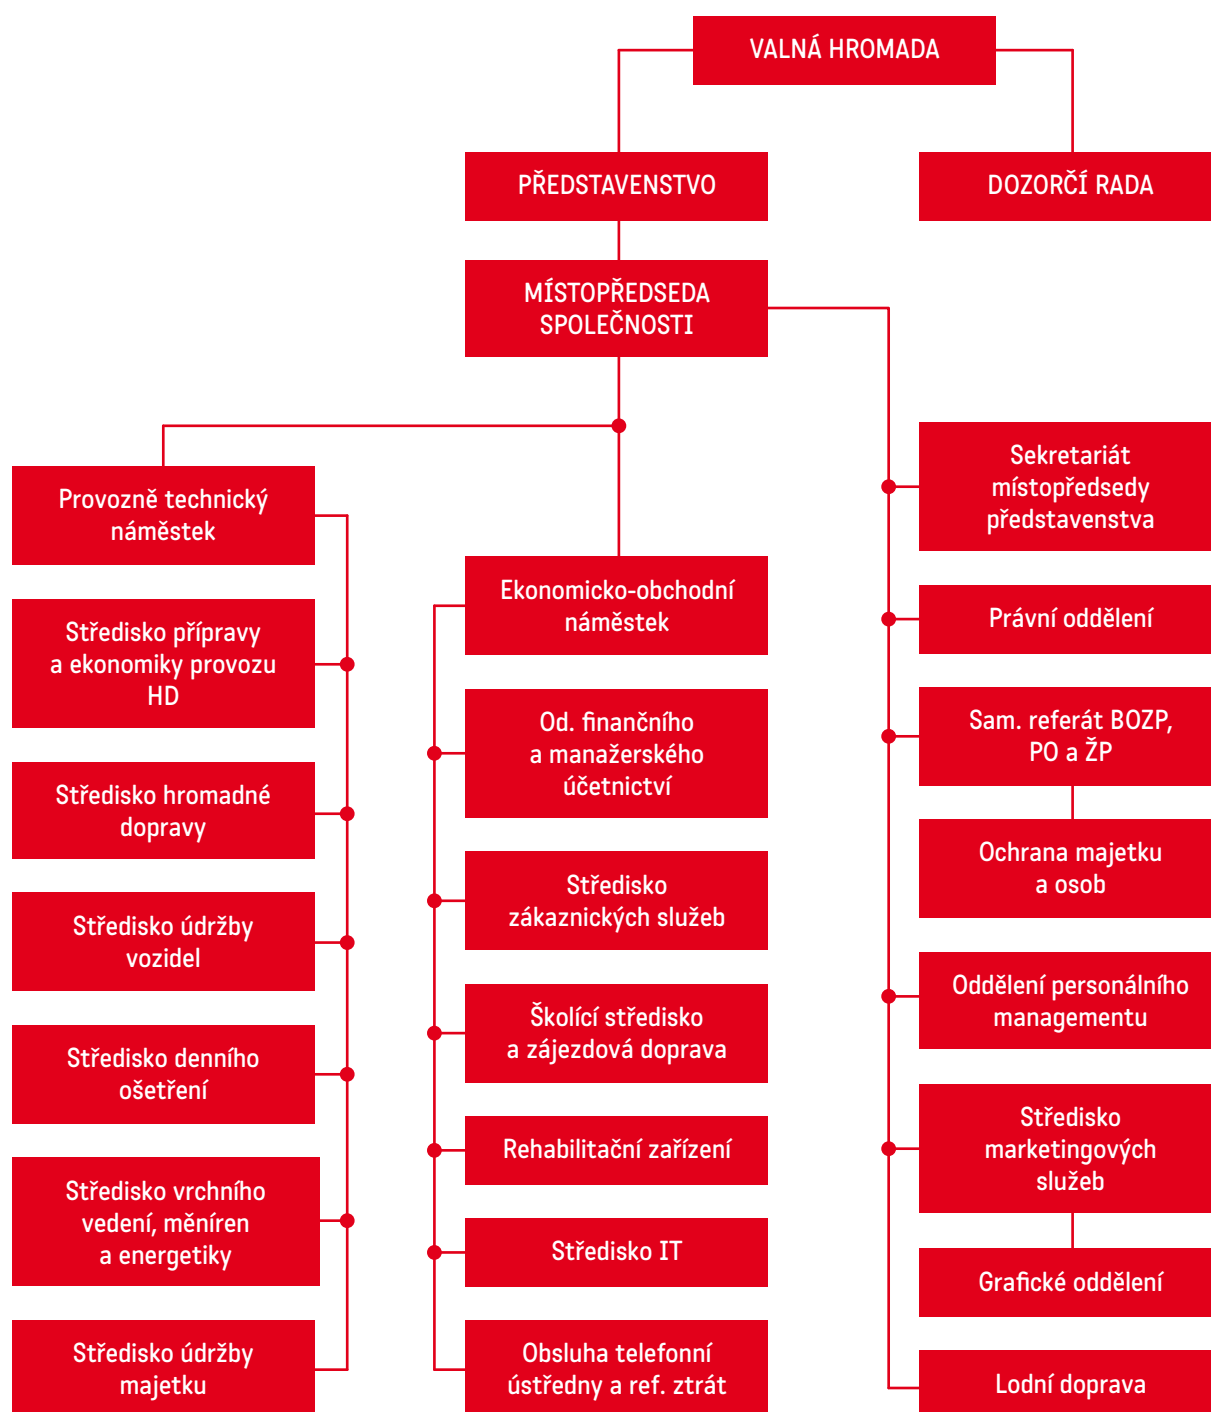 VALNÁ HROMADA
PŘEDSTAVENSTVO
DOZORČÍ RADA
MÍSTOPŘEDSEDA
SPOLEČNOSTI
Provozně technický
náměstek
Středisko přípravy
a ekonomiky provozu
HD
Středisko hromadné
dopravy
Středisko údržby
vozidel
Středisko denního
ošetření
Středisko vrchního
vedení, měníren
a energetiky
Středisko údržby
majetku
Ekonomicko-obchodní
náměstek
Od. finančního
a manažerského
účetnictví
Středisko
zákaznických služeb
Školící středisko
a zájezdová doprava
Rehabilitační zařízení
Středisko IT
Obsluha telefonní
ústředny a ref. ztrát
Sekretariát
místopředsedy
představenstva
Právní oddělení
Sam. referát BOZP,
PO a ŽP
Ochrana majetku
a osob
Oddělení personálního
managementu
Středisko
marketingových
služeb
Grafické oddělení
Lodní doprava